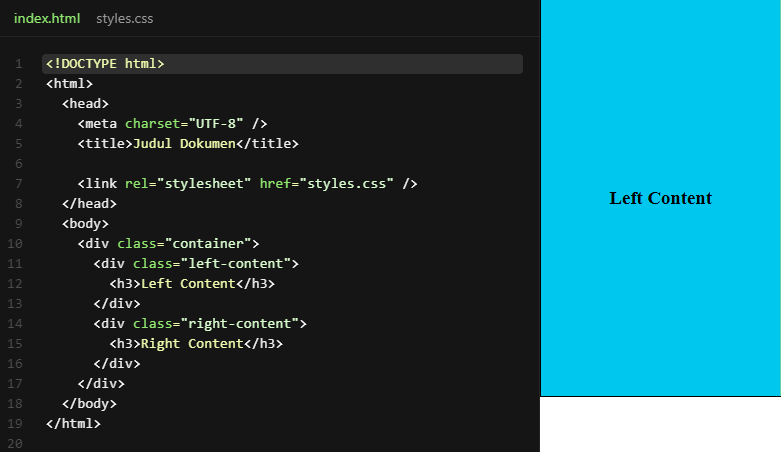 index.html styles.css
1 <!DOCTYPE html>
2 <html>
3 <head>
4 <meta charset="UTF-8" />
5 <title>Judul Dokumen</title>
6
7 <link rel="stylesheet" href="styles.css" />
8 </head>
9 <body>
10 <div class="container">
11 <div class="left-content">
12 <h3>Left Content</h3>
13 </div>
14 <div class="right-content">
15 <h3>Right Content</h3>
16 </div>
17 </div>
18 </body>
19 </html>
20
Left Content